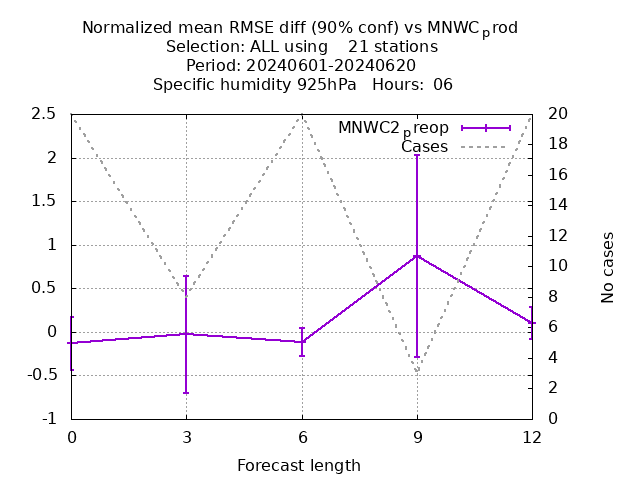 Normalized mean RMSE diff (90% conf) vs MNWC_prod
Selection: ALL using 21 stations
Period: 20240601-20240620
Specific humidity 925hPa Hours: 06
2.5
2
1.5
1
0.5
0
-0.5
-1
20
18
16
14
12
10
8
6
4
2
0
MNWC2_preop
Cases
No cases
0 3 6 9 12
Forecast length